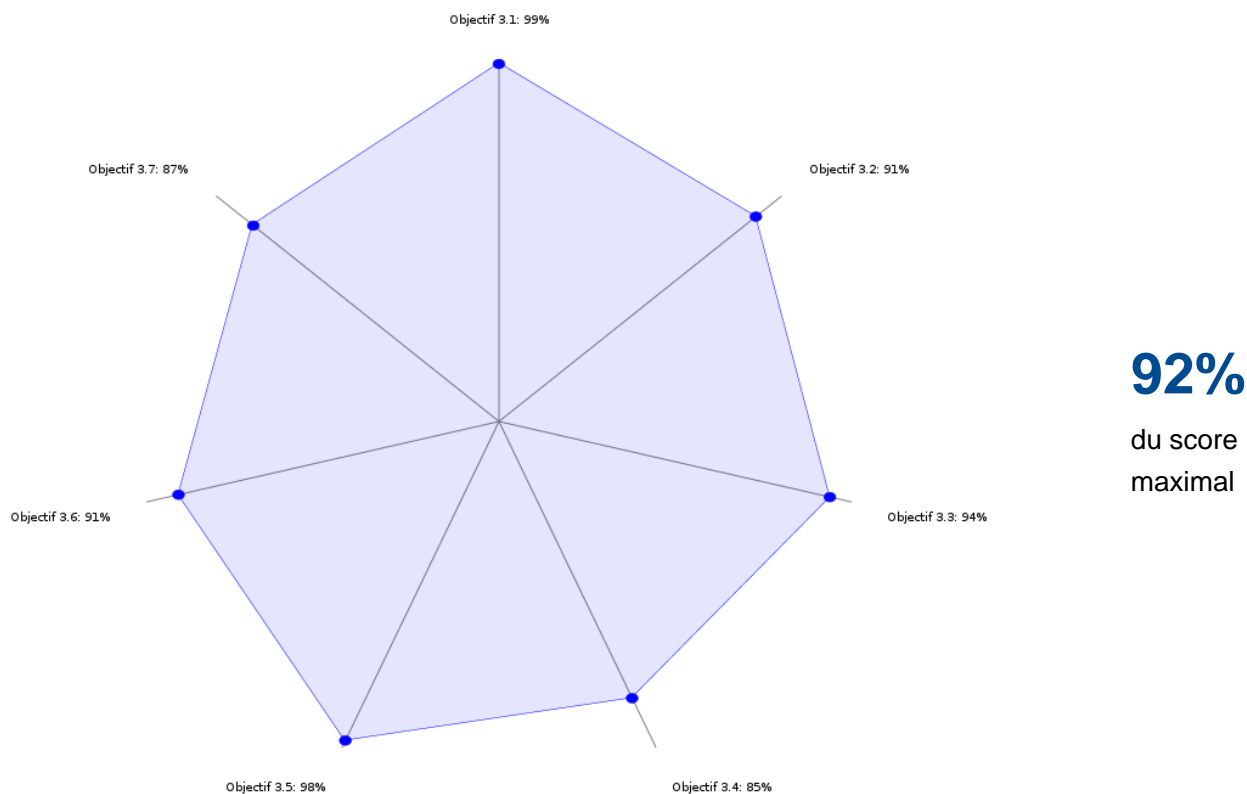 Objectif 3.1: 99%
Objectif 3.7: 87%
Objectif 3.2: 91%
92%
du score
maximal
Objectif 3.6: 91%
Objectif 3.3: 94%
Objectif 3.5: 98%
Objectif 3.4: 85%